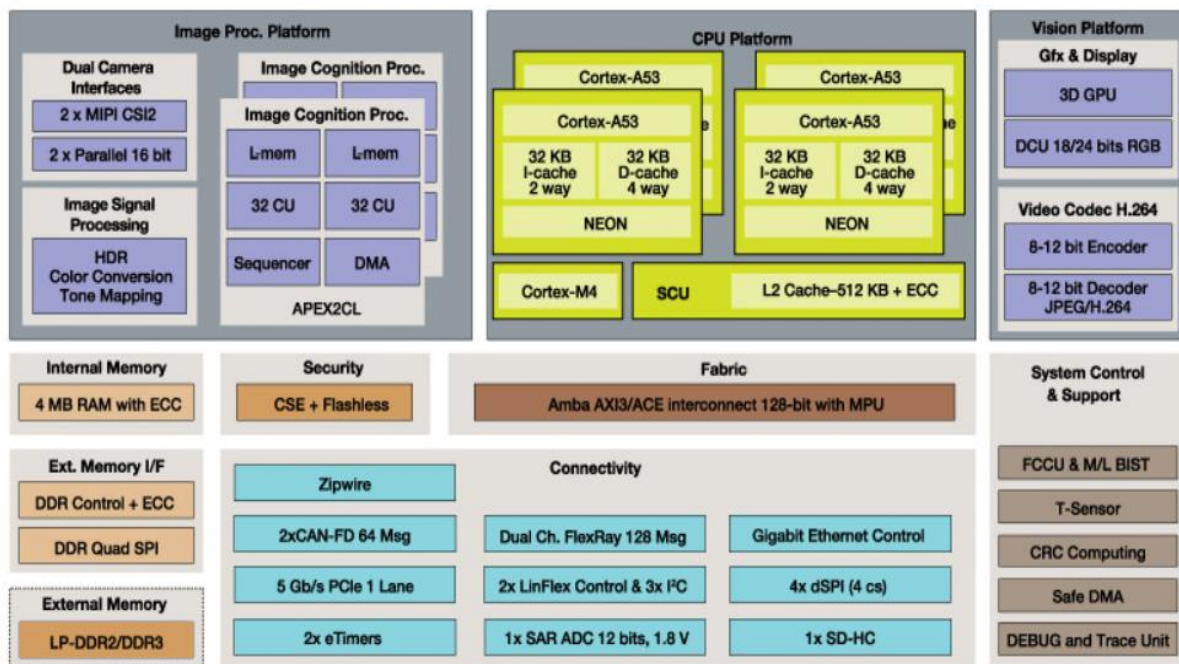 Image Proc. Platform
Dual Camera
Interfaces
2 x MIPI CSI2
2 x Parallel 16 bit
Image Signal
Processing
HDR
Color Conversion
Tone Mapping
Image Cognition Proc.
Image Cognition Proc.
L-mem
L-mem
32 CU
32 CU
Sequencer
DMA
APEX2CL
CPU Platform
Cortex-A53
Cortex-A53
32 KB
I-cache
2 way
32 KB
D-cache
4 way
NEON
Cortex-A53
Cortex-A53
32 KB
I-cache
2 way
32 KB
D-cache
4 way
NEON
Cortex-M4
SCU
L2 Cache–512 KB + ECC
Vision Platform
Gfx & Display
3D GPU
DCU 18/24 bits RGB
Video Codec H.264
8-12 bit Encoder
8-12 bit Decoder
JPEG/H.264
Internal Memory
4 MB RAM with ECC
Security
CSE + Flashless
Fabric
Amba AXI3/ACE interconnect 128-bit with MPU
Ext. Memory I/F
DDR Control + ECC
DDR Quad SPI
External Memory
LP-DDR2/DDR3
Connectivity
Zipwire
2xCAN-FD 64 Msg
Dual Ch. FlexRay 128 Msg
Gigabit Ethernet Control
5 Gb/s PCIe 1 Lane
2x LinFlex Control & 3x I²C
4x dSPI (4 cs)
2x eTimers
1x SAR ADC 12 bits, 1.8 V
1x SD-HC
System Control
& Support
FCCU & M/L BIST
T-Sensor
CRC Computing
Safe DMA
DEBUG and Trace Unit